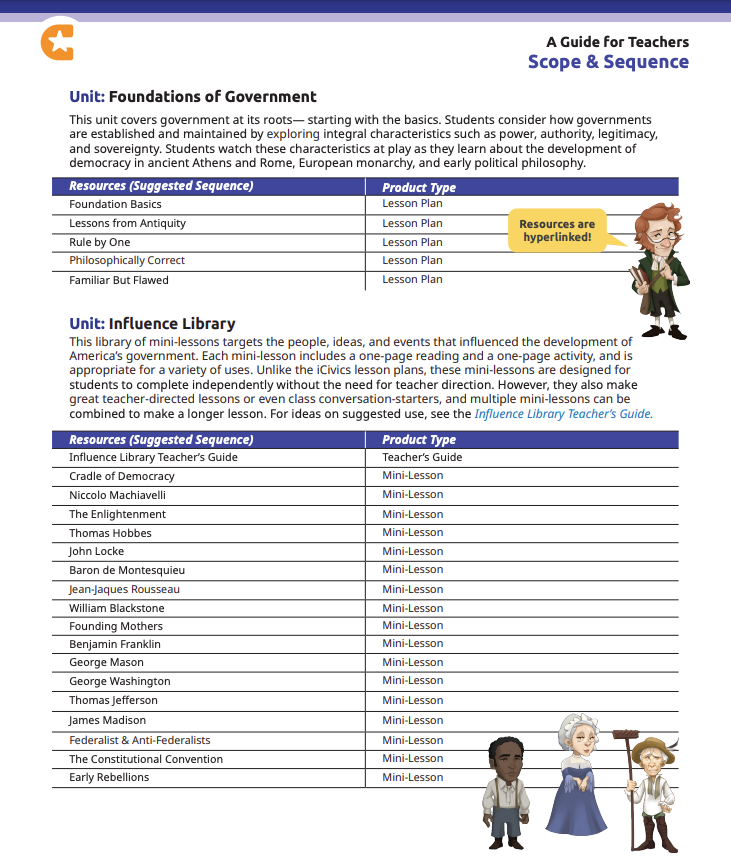 A Guide for Teachers
Scope & Sequence
Unit: Foundations of Government
This unit covers government at its roots— starting with the basics. Students consider how governments
are established and maintained by exploring integral characteristics such as power, authority, legitimacy,
and sovereignty. Students watch these characteristics at play as they learn about the development of
democracy in ancient Athens and Rome, European monarchy, and early political philosophy.
Resources (Suggested Sequence) Product Type
Foundation Basics Lesson Plan
Lessons from Antiquity Lesson Plan
Rule by One Lesson Plan
Philosophically Correct Lesson Plan
Familiar But Flawed Lesson Plan
Resources are
hyperlinked!
Unit: Influence Library
This library of mini-lessons targets the people, ideas, and events that influenced the development of
America's government. Each mini-lesson includes a one-page reading and a one-page activity, and is
appropriate for a variety of uses. Unlike the iCivics lesson plans, these mini-lessons are designed for
students to complete independently without the need for teacher direction. However, they also make
great teacher-directed lessons or even class conversation-starters, and multiple mini-lessons can be
combined to make a longer lesson. For ideas on suggested use, see the Influence Library Teacher's Guide.
Resources (Suggested Sequence) Product Type
Influence Library Teacher's Guide Teacher's Guide
Cradle of Democracy Mini-Lesson
Niccolo Machiavelli Mini-Lesson
The Enlightenment Mini-Lesson
Thomas Hobbes Mini-Lesson
John Locke Mini-Lesson
Baron de Montesquieu Mini-Lesson
Jean-Jaques Rousseau Mini-Lesson
William Blackstone Mini-Lesson
Founding Mothers Mini-Lesson
Benjamin Franklin Mini-Lesson
George Mason Mini-Lesson
George Washington Mini-Lesson
Thomas Jefferson Mini-Lesson
James Madison Mini-Lesson
Federalist & Anti-Federalists Mini-Lesson
The Constitutional Convention Mini-Lesson
Early Rebellions Mini-Lesson